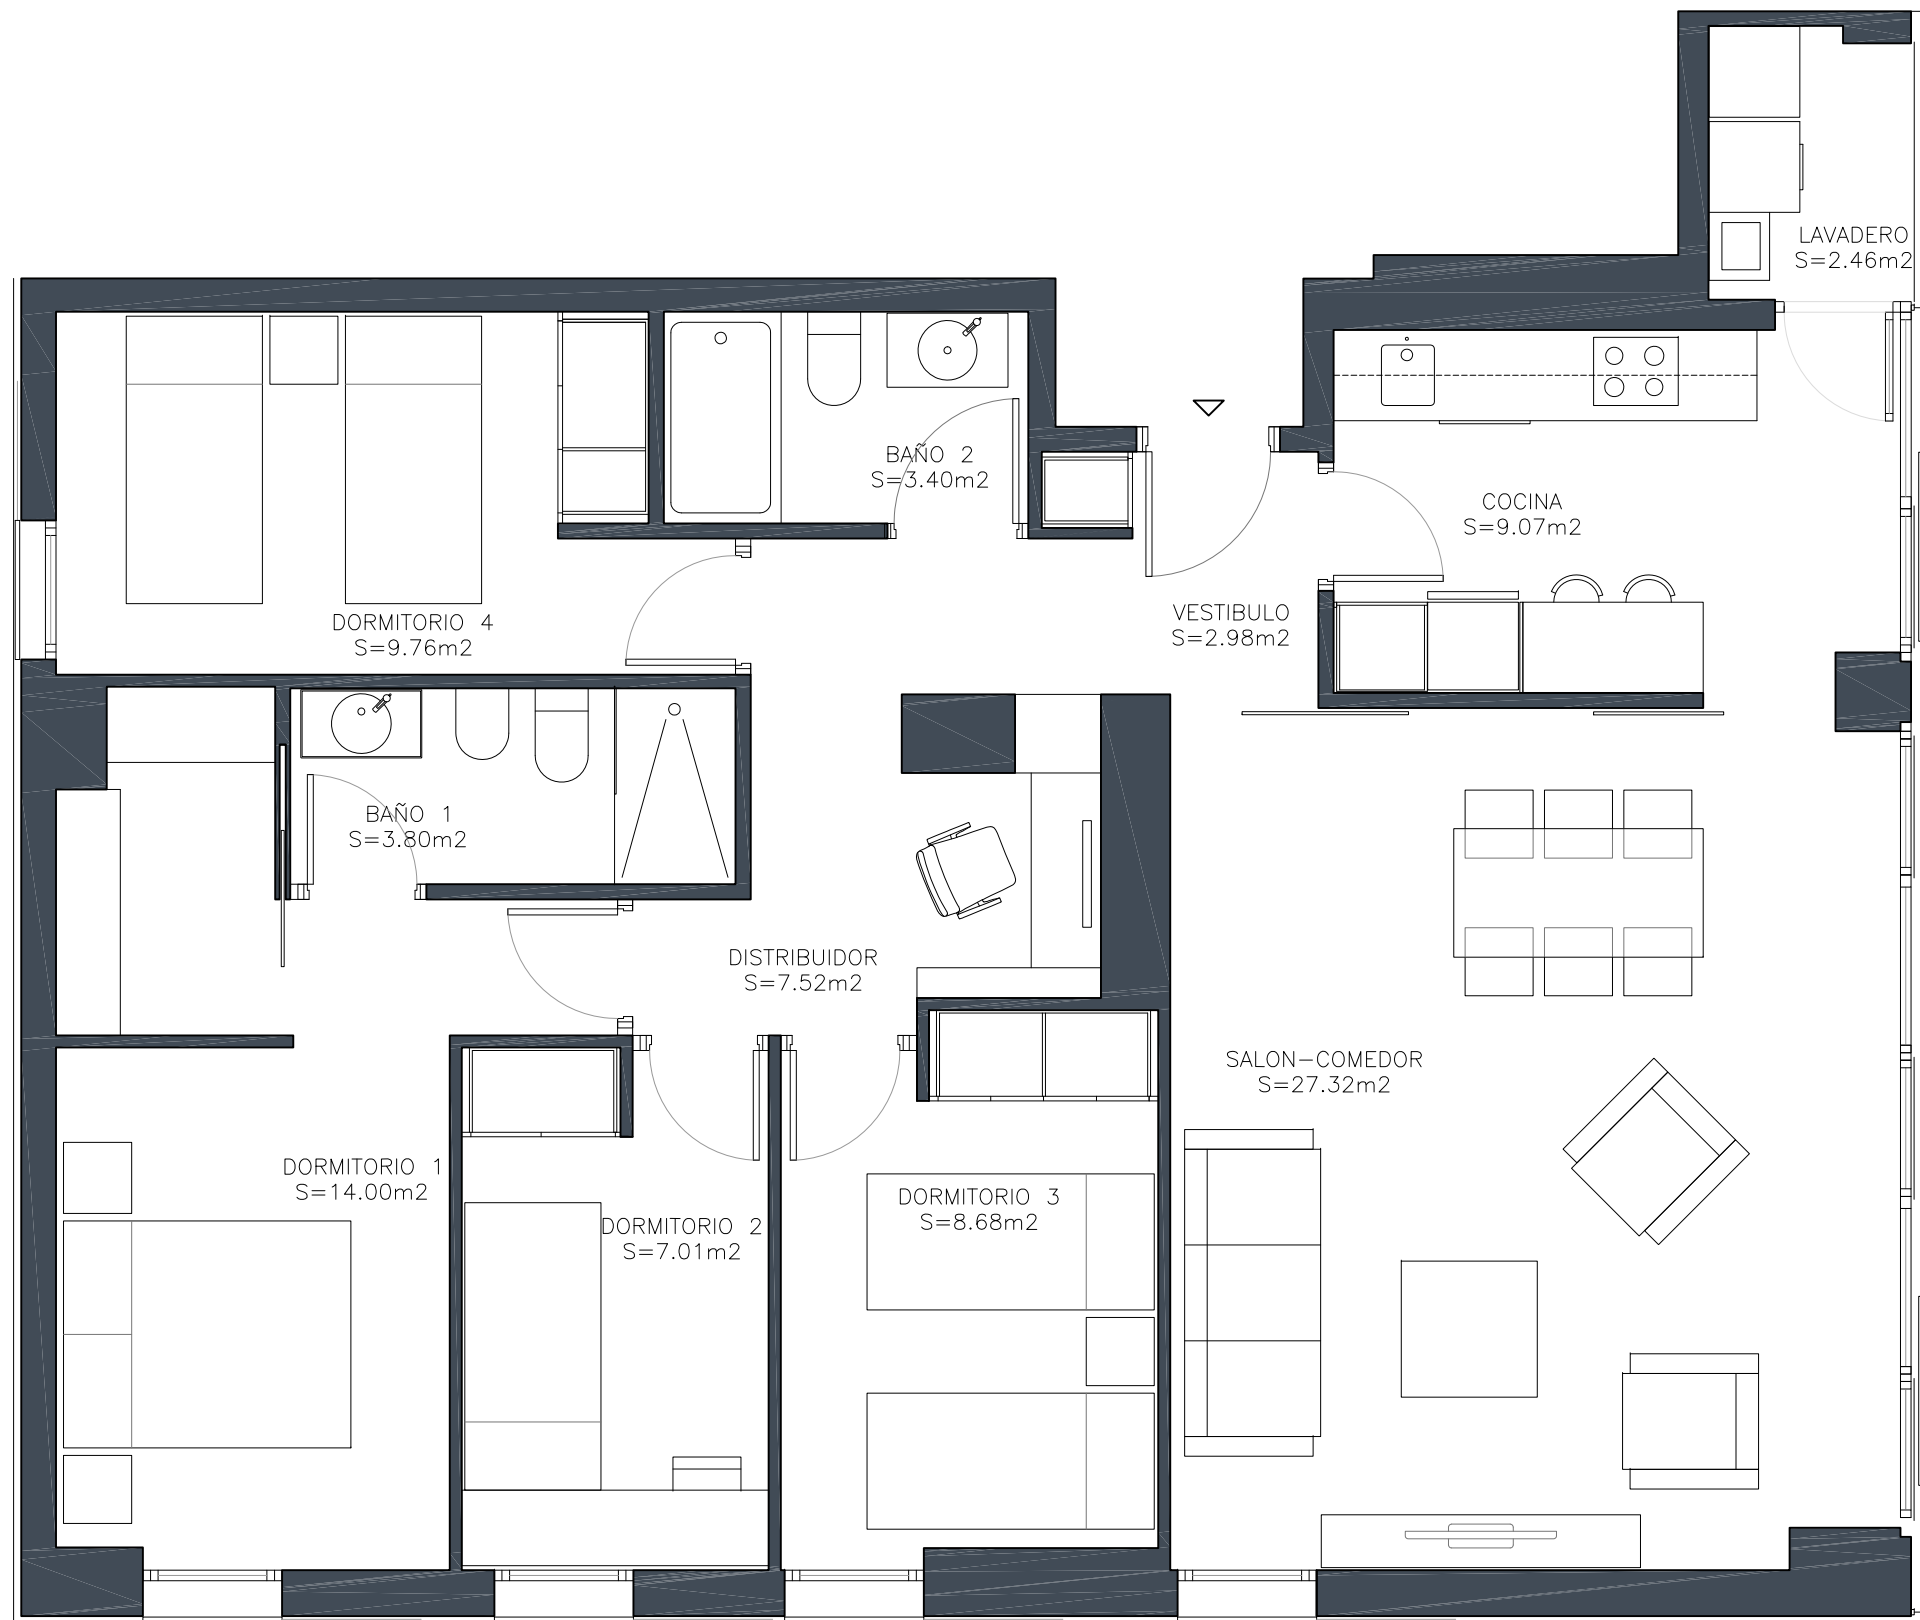 LAVADERO
S=2.46m2
BAÑO 2
S=3.40m2
COCINA
S=9.07m2
DORMITORIO 4
S=9.76m2
VESTIBULO
S=2.98m2
BAÑO 1
S=3.80m2
DISTRIBUIDOR
S=7.52m2
SALON-COMEDOR
S=27.32m2
DORMITORIO 1
S=14.00m2
DORMITORIO 2
S=7.01m2
DORMITORIO 3
S=8.68m2